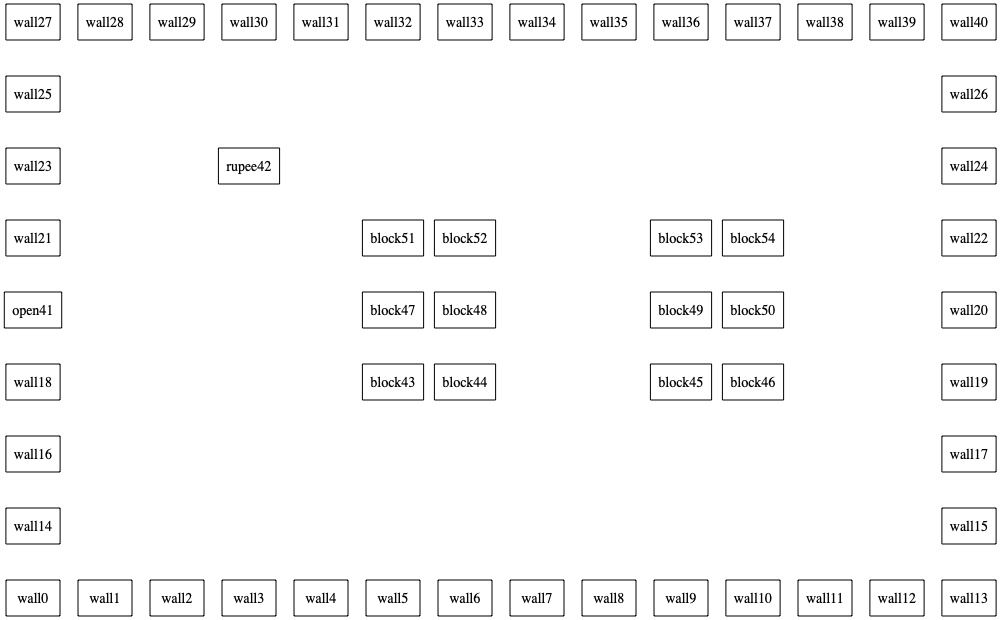 wall27 wall28 wall29 wall30 wall31 wall32 wall33 wall34 wall35 wall36 wall37 wall38 wall39 wall40
wall25 wall26
wall23 rupee42 wall24
wall21 block51 block52 block53 block54 wall22
open41 block47 block48 block49 block50 wall20
wall18 block43 block44 block45 block46 wall19
wall16 wall17
wall14 wall15
wall0 wall1 wall2 wall3 wall4 wall5 wall6 wall7 wall8 wall9 wall10 wall11 wall12 wall13